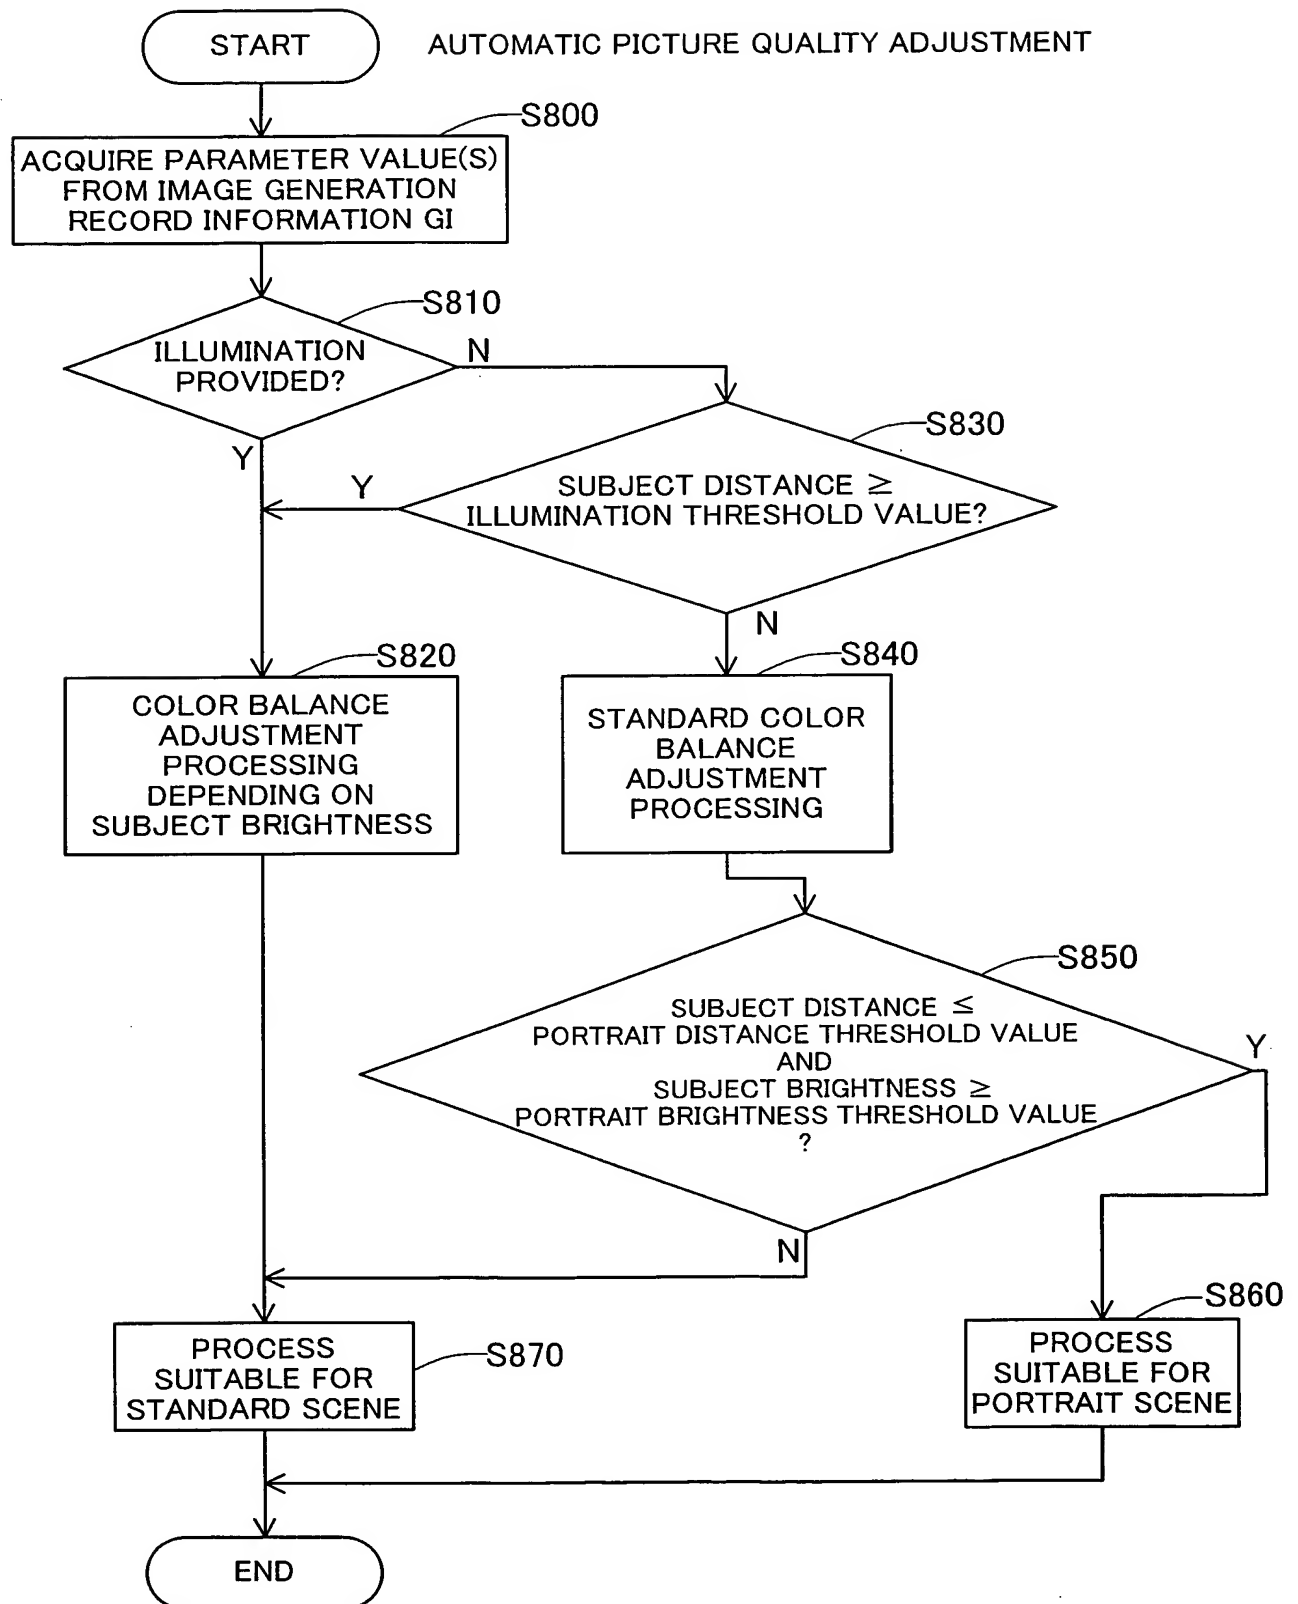 START
AUTOMATIC PICTURE QUALITY ADJUSTMENT
S800
ACQUIRE PARAMETER VALUE(S)
FROM IMAGE GENERATION
RECORD INFORMATION GI
S810
ILLUMINATION
PROVIDED?
N
Y
S830
SUBJECT DISTANCE ≧
ILLUMINATION THRESHOLD VALUE?
Y
N
S820
COLOR BALANCE
ADJUSTMENT
PROCESSING
DEPENDING ON
SUBJECT BRIGHTNESS
S840
STANDARD COLOR
BALANCE
ADJUSTMENT
PROCESSING
S850
SUBJECT DISTANCE ≦
PORTRAIT DISTANCE THRESHOLD VALUE
AND
SUBJECT BRIGHTNESS ≧
PORTRAIT BRIGHTNESS THRESHOLD VALUE
?
Y
N
S870
PROCESS
SUITABLE FOR
STANDARD SCENE
S860
PROCESS
SUITABLE FOR
PORTRAIT SCENE
END